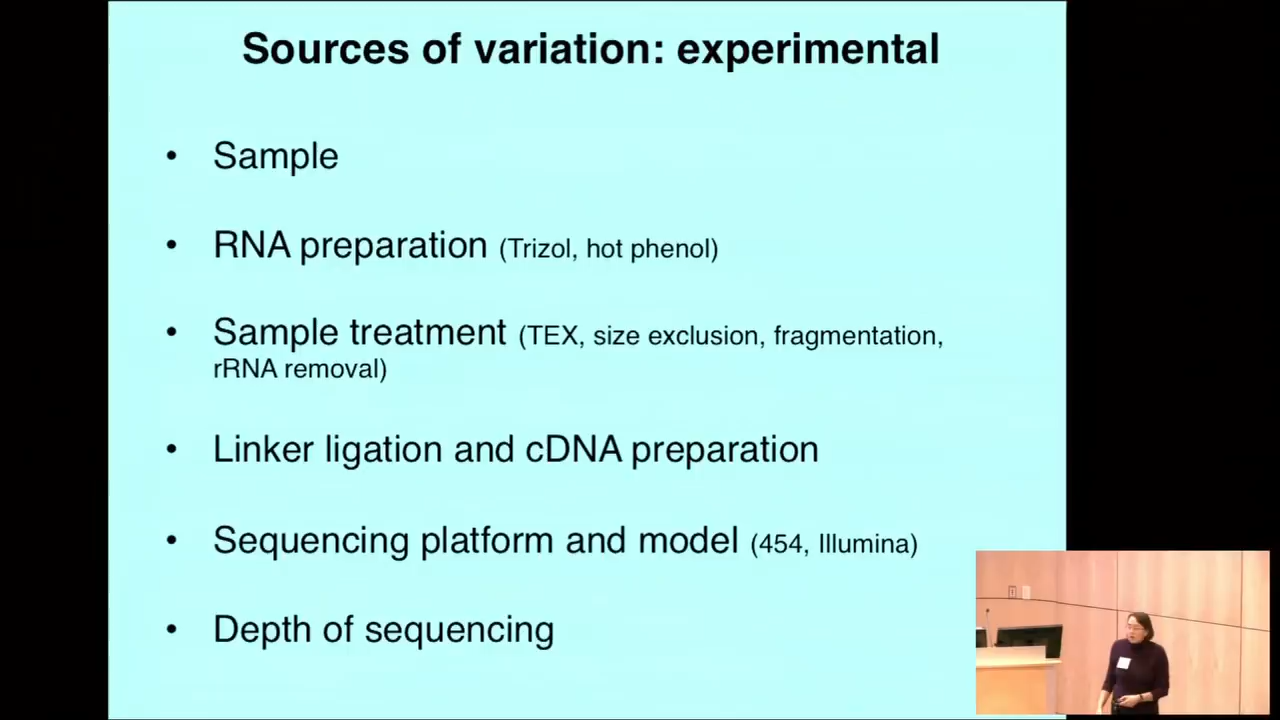 Sources of variation: experimental
• Sample
• RNA preparation (Trizol, hot phenol)
• Sample treatment (TEX, size exclusion, fragmentation,
rRNA removal)
• Linker ligation and cDNA preparation
• Sequencing platform and model (454, Illumina)
• Depth of sequencing